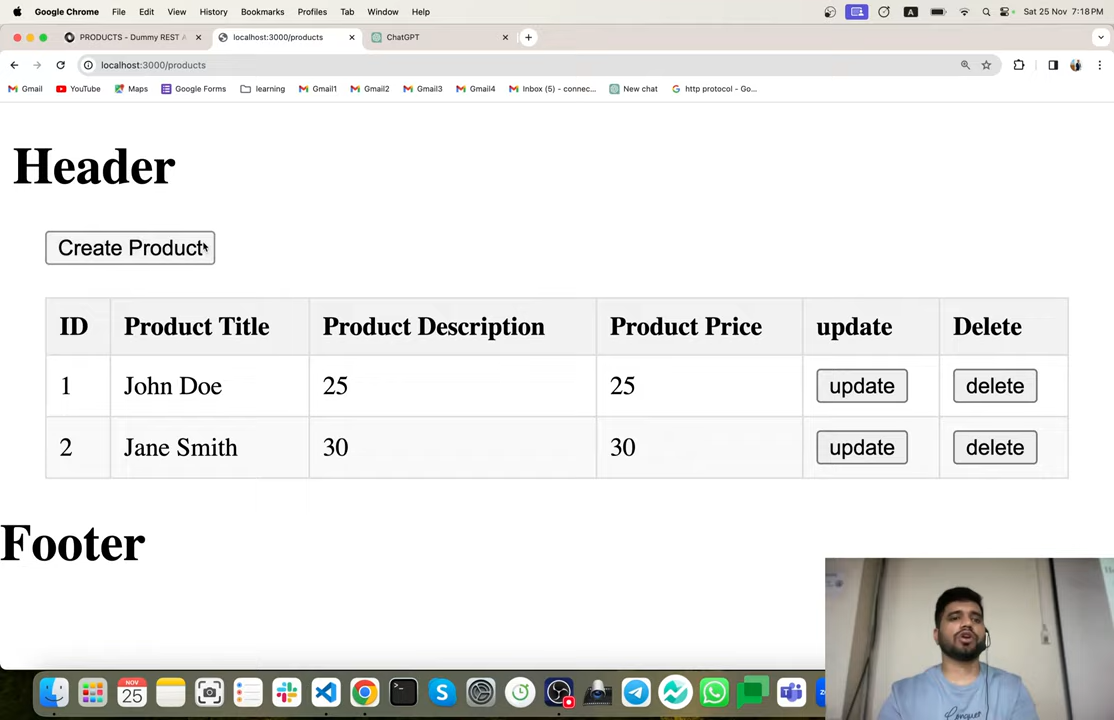 Google Chrome File Edit View History Bookmarks Profiles Tab Window Help A Sat 25 Nov 7:18 PM
PRODUCTS - Dummy REST A localhost:3000/products ChatGPT
localhost:3000/products
Gmail YouTube Maps Google Forms learning Gmail1 Gmail2 Gmail3 Gmail4 Inbox (5) - connec... New chat http protocol - Go...
Header
Create Product
ID Product Title Product Description Product Price update Delete
1 John Doe 25 25 update delete
2 Jane Smith 30 30 update delete
Footer
NOV
25